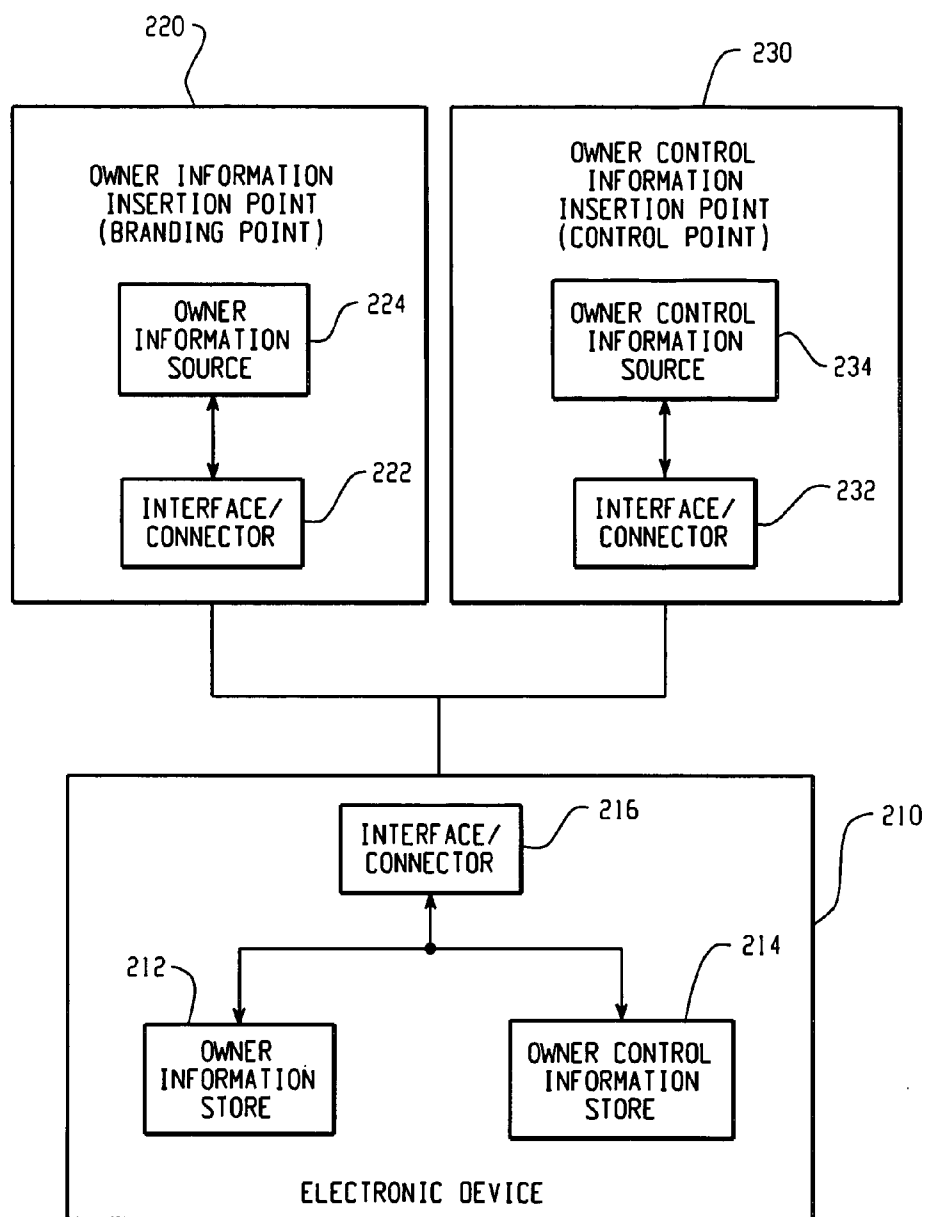 220
230
OWNER INFORMATION
INSERTION POINT
(BRANDING POINT)
OWNER CONTROL
INFORMATION
INSERTION POINT
(CONTROL POINT)
OWNER
INFORMATION
SOURCE
224
OWNER CONTROL
INFORMATION
SOURCE
234
INTERFACE/
CONNECTOR
222
INTERFACE/
CONNECTOR
232
INTERFACE/
CONNECTOR
216
210
212
214
OWNER
INFORMATION
STORE
OWNER CONTROL
INFORMATION
STORE
ELECTRONIC DEVICE